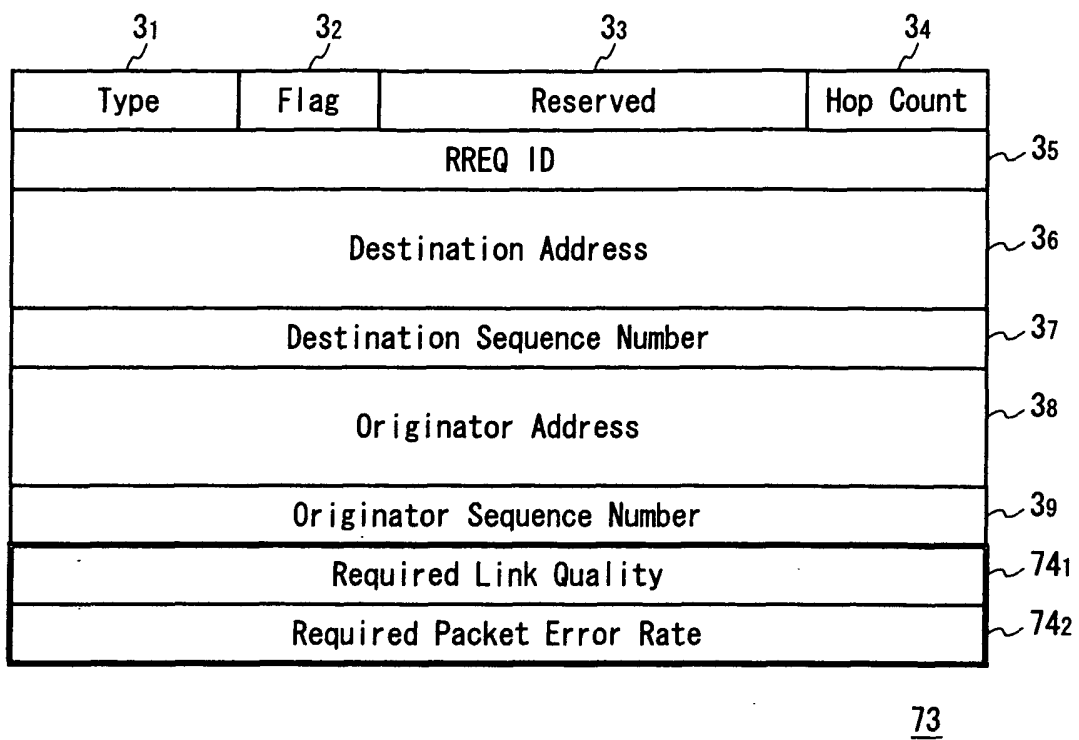 31 32 33 34
Type Flag Reserved Hop Count
RREQ ID 35
Destination Address 36
Destination Sequence Number 37
Originator Address 38
Originator Sequence Number 39
Required Link Quality 741
Required Packet Error Rate 742
73